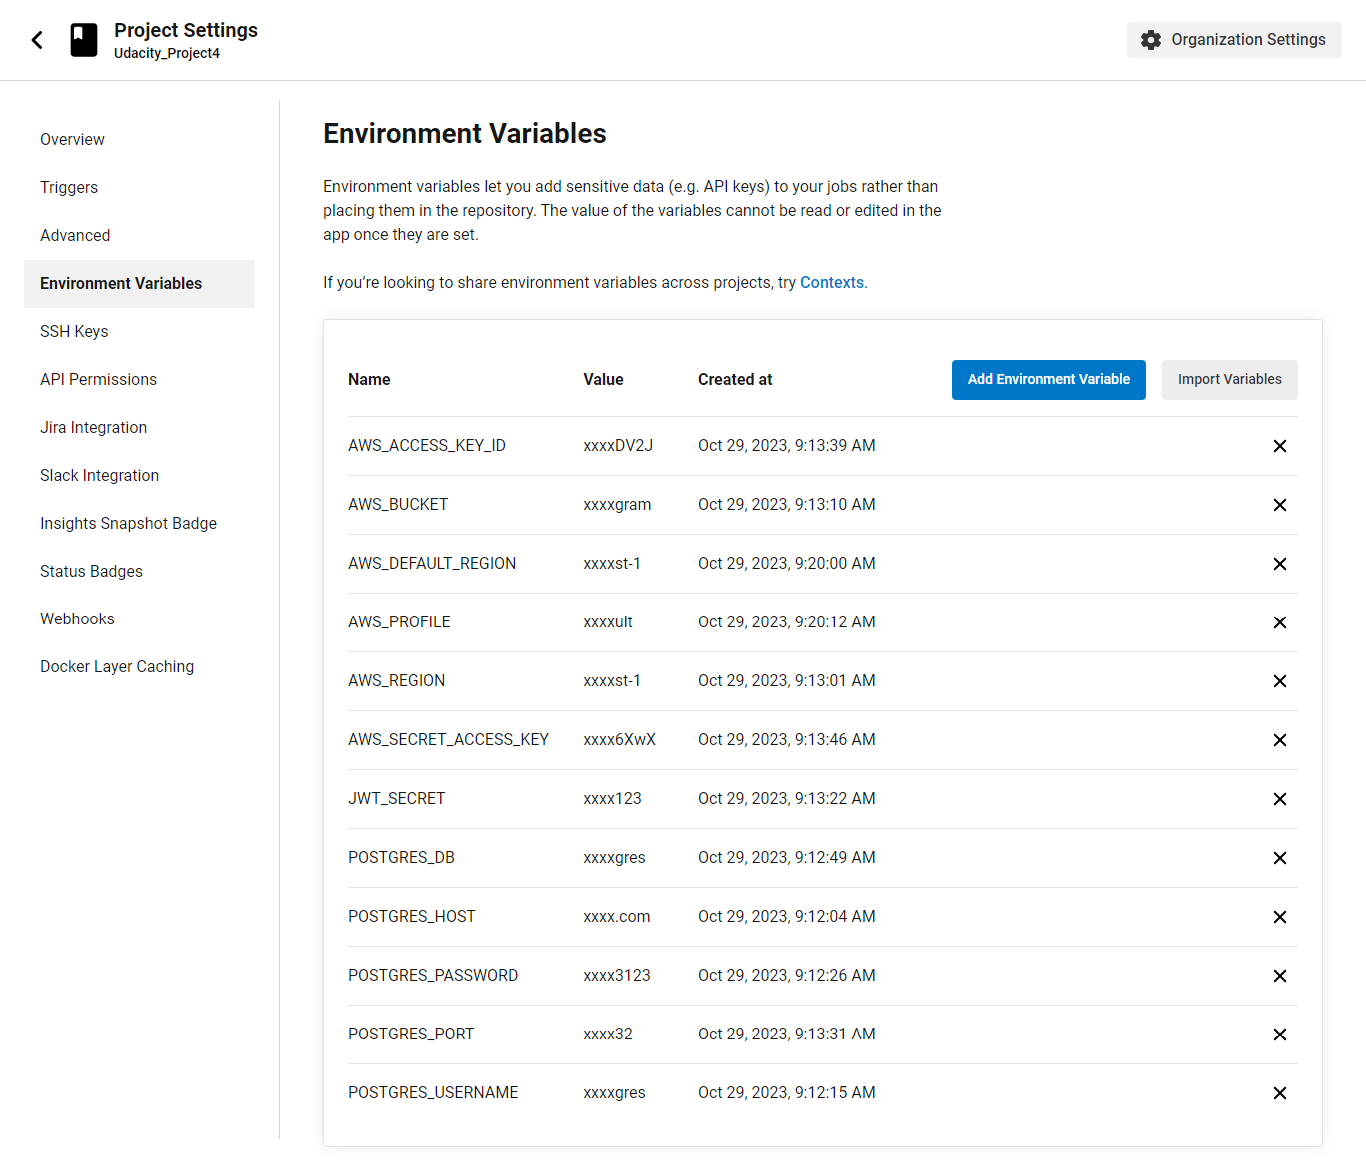 Project Settings
Udacity_Project4
Organization Settings
Overview
Triggers
Advanced
Environment Variables
SSH Keys
API Permissions
Jira Integration
Slack Integration
Insights Snapshot Badge
Status Badges
Webhooks
Docker Layer Caching
Environment Variables
Environment variables let you add sensitive data (e.g. API keys) to your jobs rather than
placing them in the repository. The value of the variables cannot be read or edited in the
app once they are set.
If you’re looking to share environment variables across projects, try Contexts.
Name Value Created at Add Environment Variable Import Variables
AWS_ACCESS_KEY_ID xxxxDV2J Oct 29, 2023, 9:13:39 AM
AWS_BUCKET xxxxgram Oct 29, 2023, 9:13:10 AM
AWS_DEFAULT_REGION xxxxst-1 Oct 29, 2023, 9:20:00 AM
AWS_PROFILE xxxxult Oct 29, 2023, 9:20:12 AM
AWS_REGION xxxxst-1 Oct 29, 2023, 9:13:01 AM
AWS_SECRET_ACCESS_KEY xxxx6XwX Oct 29, 2023, 9:13:46 AM
JWT_SECRET xxxx123 Oct 29, 2023, 9:13:22 AM
POSTGRES_DB xxxxgres Oct 29, 2023, 9:12:49 AM
POSTGRES_HOST xxxx.com Oct 29, 2023, 9:12:04 AM
POSTGRES_PASSWORD xxxx3123 Oct 29, 2023, 9:12:26 AM
POSTGRES_PORT xxxx32 Oct 29, 2023, 9:13:31 AM
POSTGRES_USERNAME xxxxgres Oct 29, 2023, 9:12:15 AM